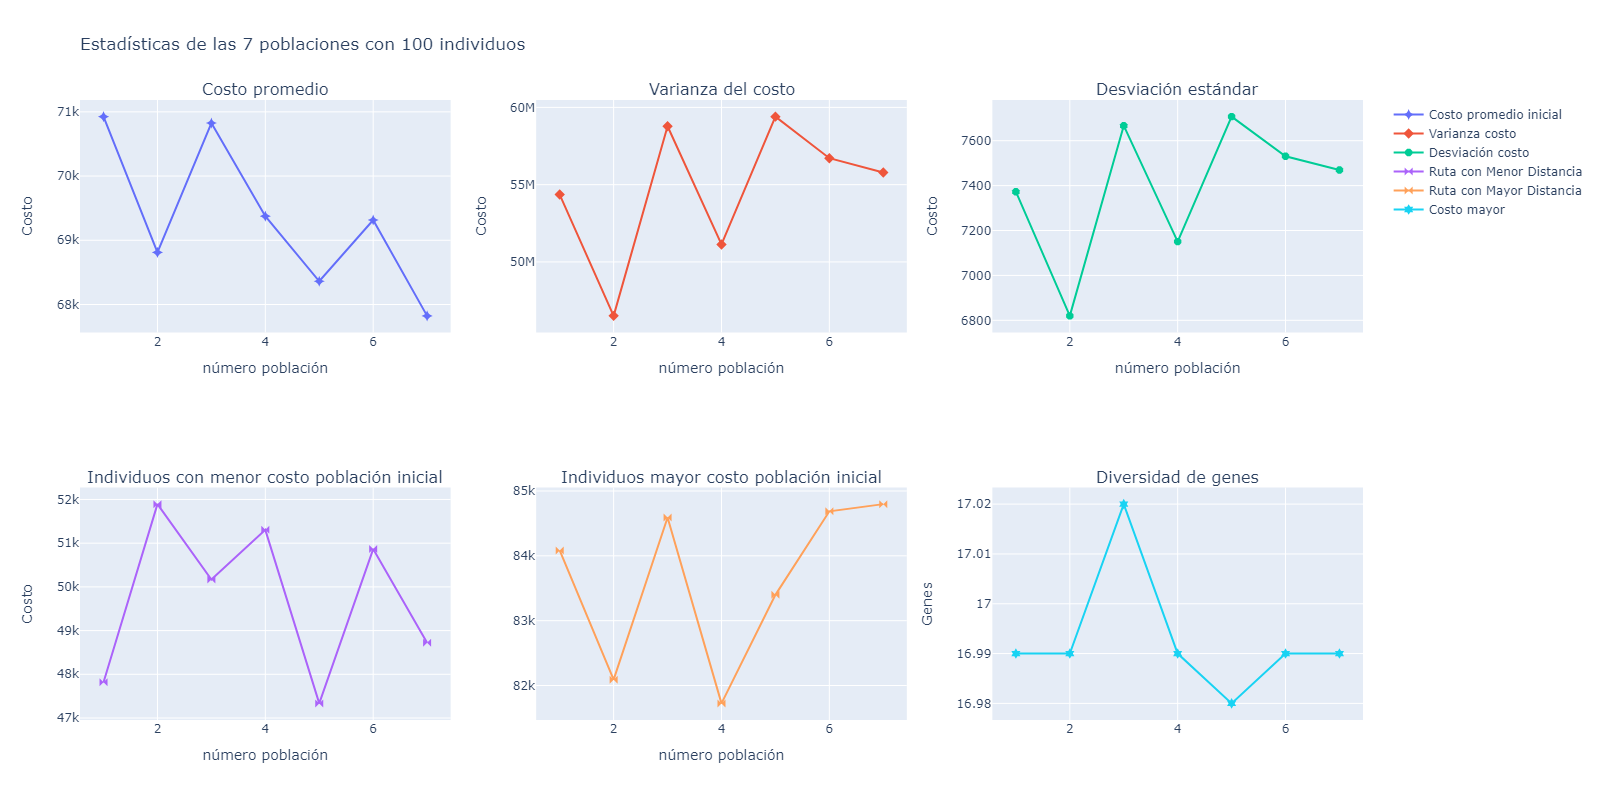 Estadísticas de las 7 poblaciones con 100 individuos
Costo promedio
71k
70k
69k
68k
Costo
2
4
6
número población
Varianza del costo
60M
55M
50M
Costo
2
4
6
número población
Desviación estándar
7600
7400
7200
7000
6800
Costo
2
4
6
número población
Costo promedio inicial
Varianza costo
Desviación costo
Ruta con Menor Distancia
Ruta con Mayor Distancia
Costo mayor
Individuos con menor costo población inicial
52k
51k
50k
49k
48k
47k
Costo
2
4
6
número población
Individuos mayor costo población inicial
85k
84k
83k
82k
2
4
6
número población
Diversidad de genes
17.02
17.01
17
16.99
16.98
Genes
2
4
6